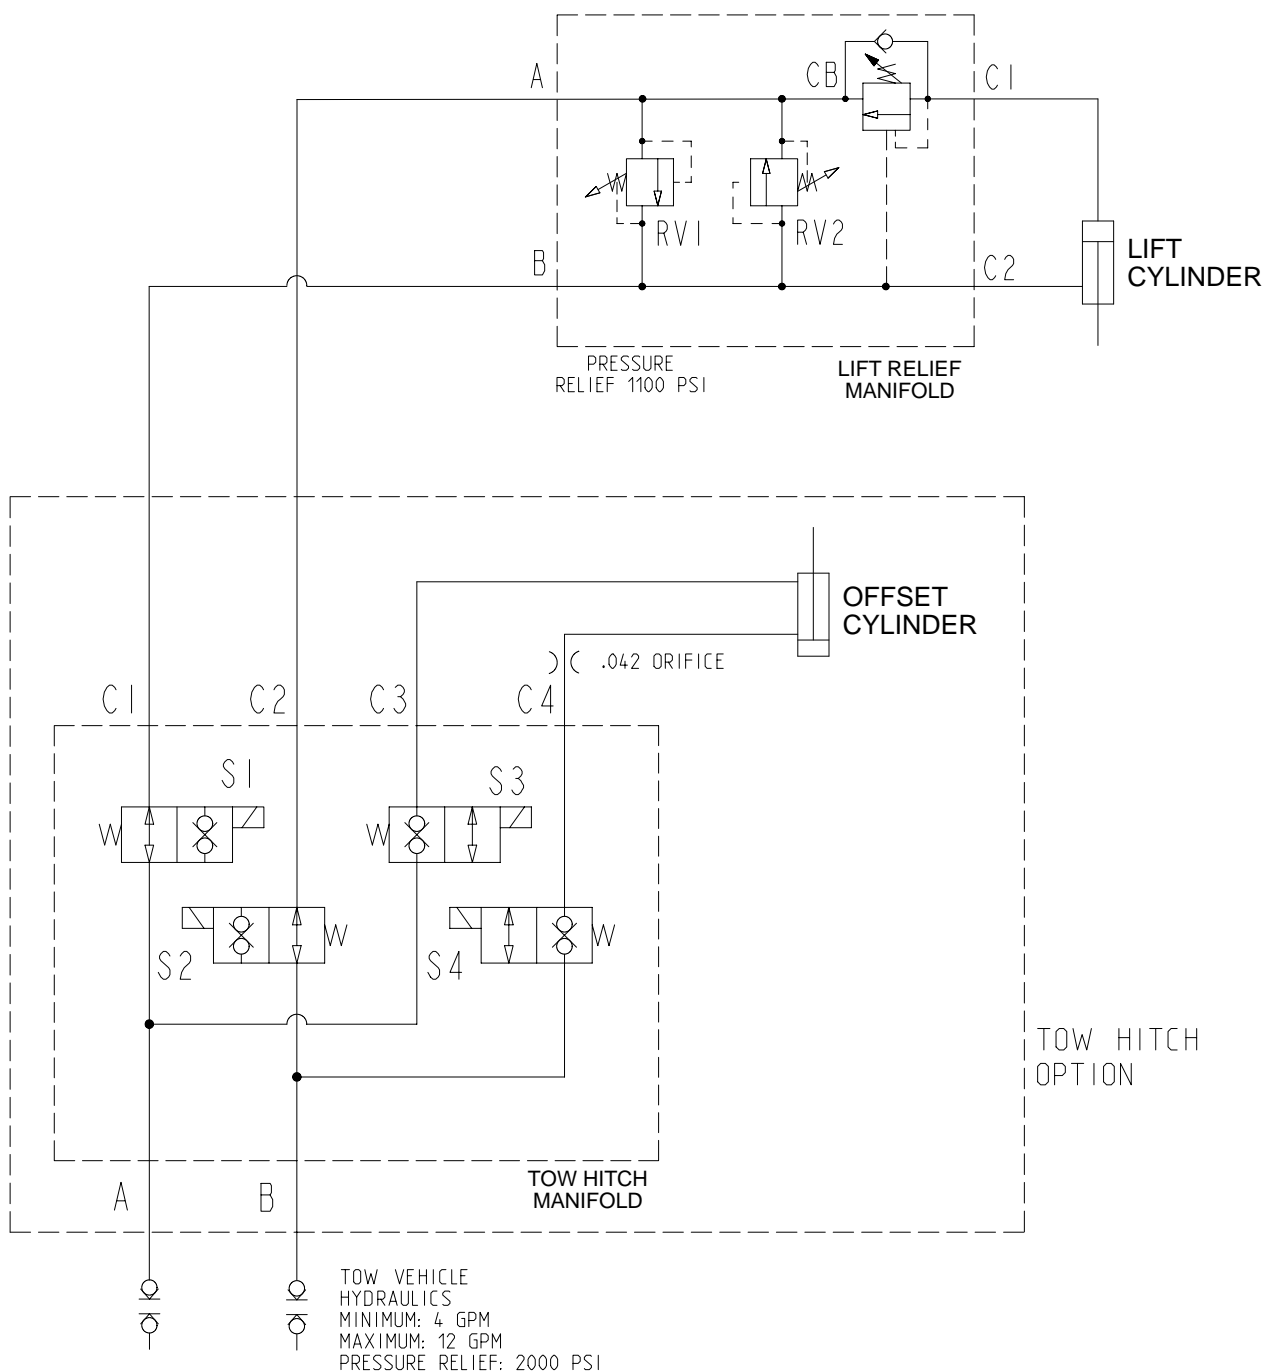 A
CB
C1
RV1
RV2
B
C2
LIFT
CYLINDER
PRESSURE
RELIEF 1100 PSI
LIFT RELIEF
MANIFOLD
OFFSET
CYLINDER
.042 ORIFICE
C1
C2
C3
C4
S1
S3
S2
S4
TOW HITCH
OPTION
TOW HITCH
MANIFOLD
A
B
TOW VEHICLE
HYDRAULICS
MINIMUM: 4 GPM
MAXIMUM: 12 GPM
PRESSURE RELIEF: 2000 PSI